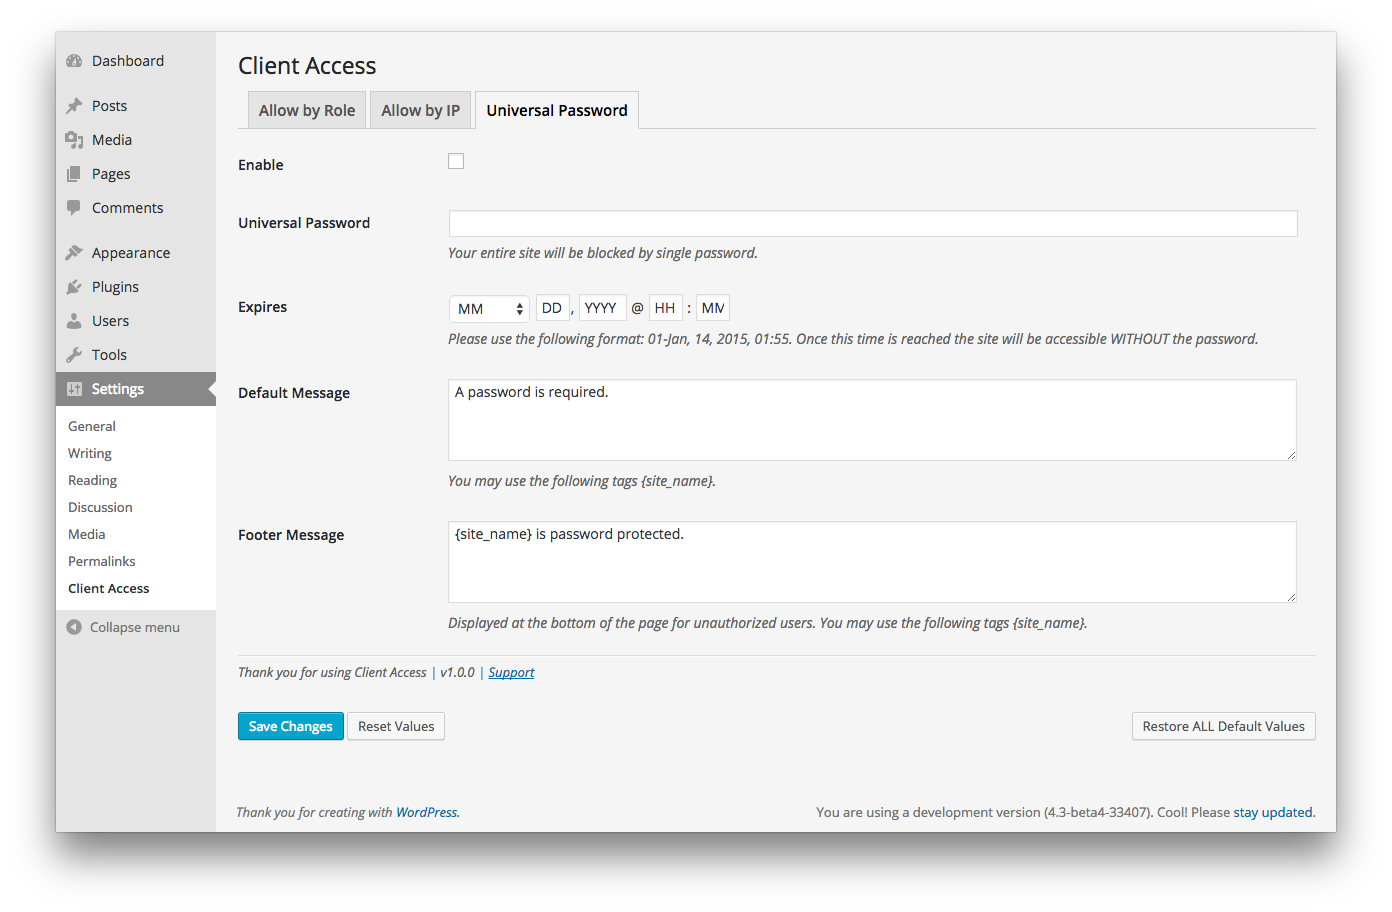 Dashboard
Posts
Media
Pages
Comments
Appearance
Plugins
Users
Tools
Settings
General
Writing
Reading
Discussion
Media
Permalinks
Client Access
Collapse menu
Client Access
Allow by Role
Allow by IP
Universal Password
Enable
Universal Password
Your entire site will be blocked by single password.
Expires
MM DD , YYYY @ HH : MM
Please use the following format: 01-Jan, 14, 2015, 01:55. Once this time is reached the site will be accessible WITHOUT the password.
Default Message
A password is required.
You may use the following tags {site_name}.
Footer Message
{site_name} is password protected.
Displayed at the bottom of the page for unauthorized users. You may use the following tags {site_name}.
Thank you for using Client Access | v1.0.0 | Support
Save Changes
Reset Values
Restore ALL Default Values
Thank you for creating with WordPress.
You are using a development version (4.3-beta4-33407). Cool! Please stay updated.